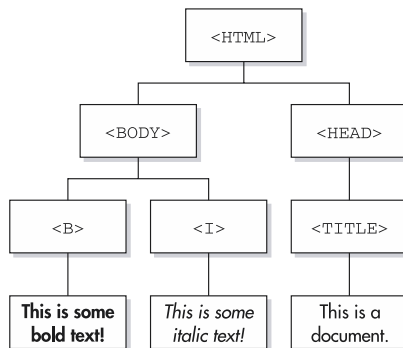 <HTML>
<BODY>
<HEAD>
<B>
<I>
<TITLE>
This is some
bold text!
This is some
italic text!
This is a
document.